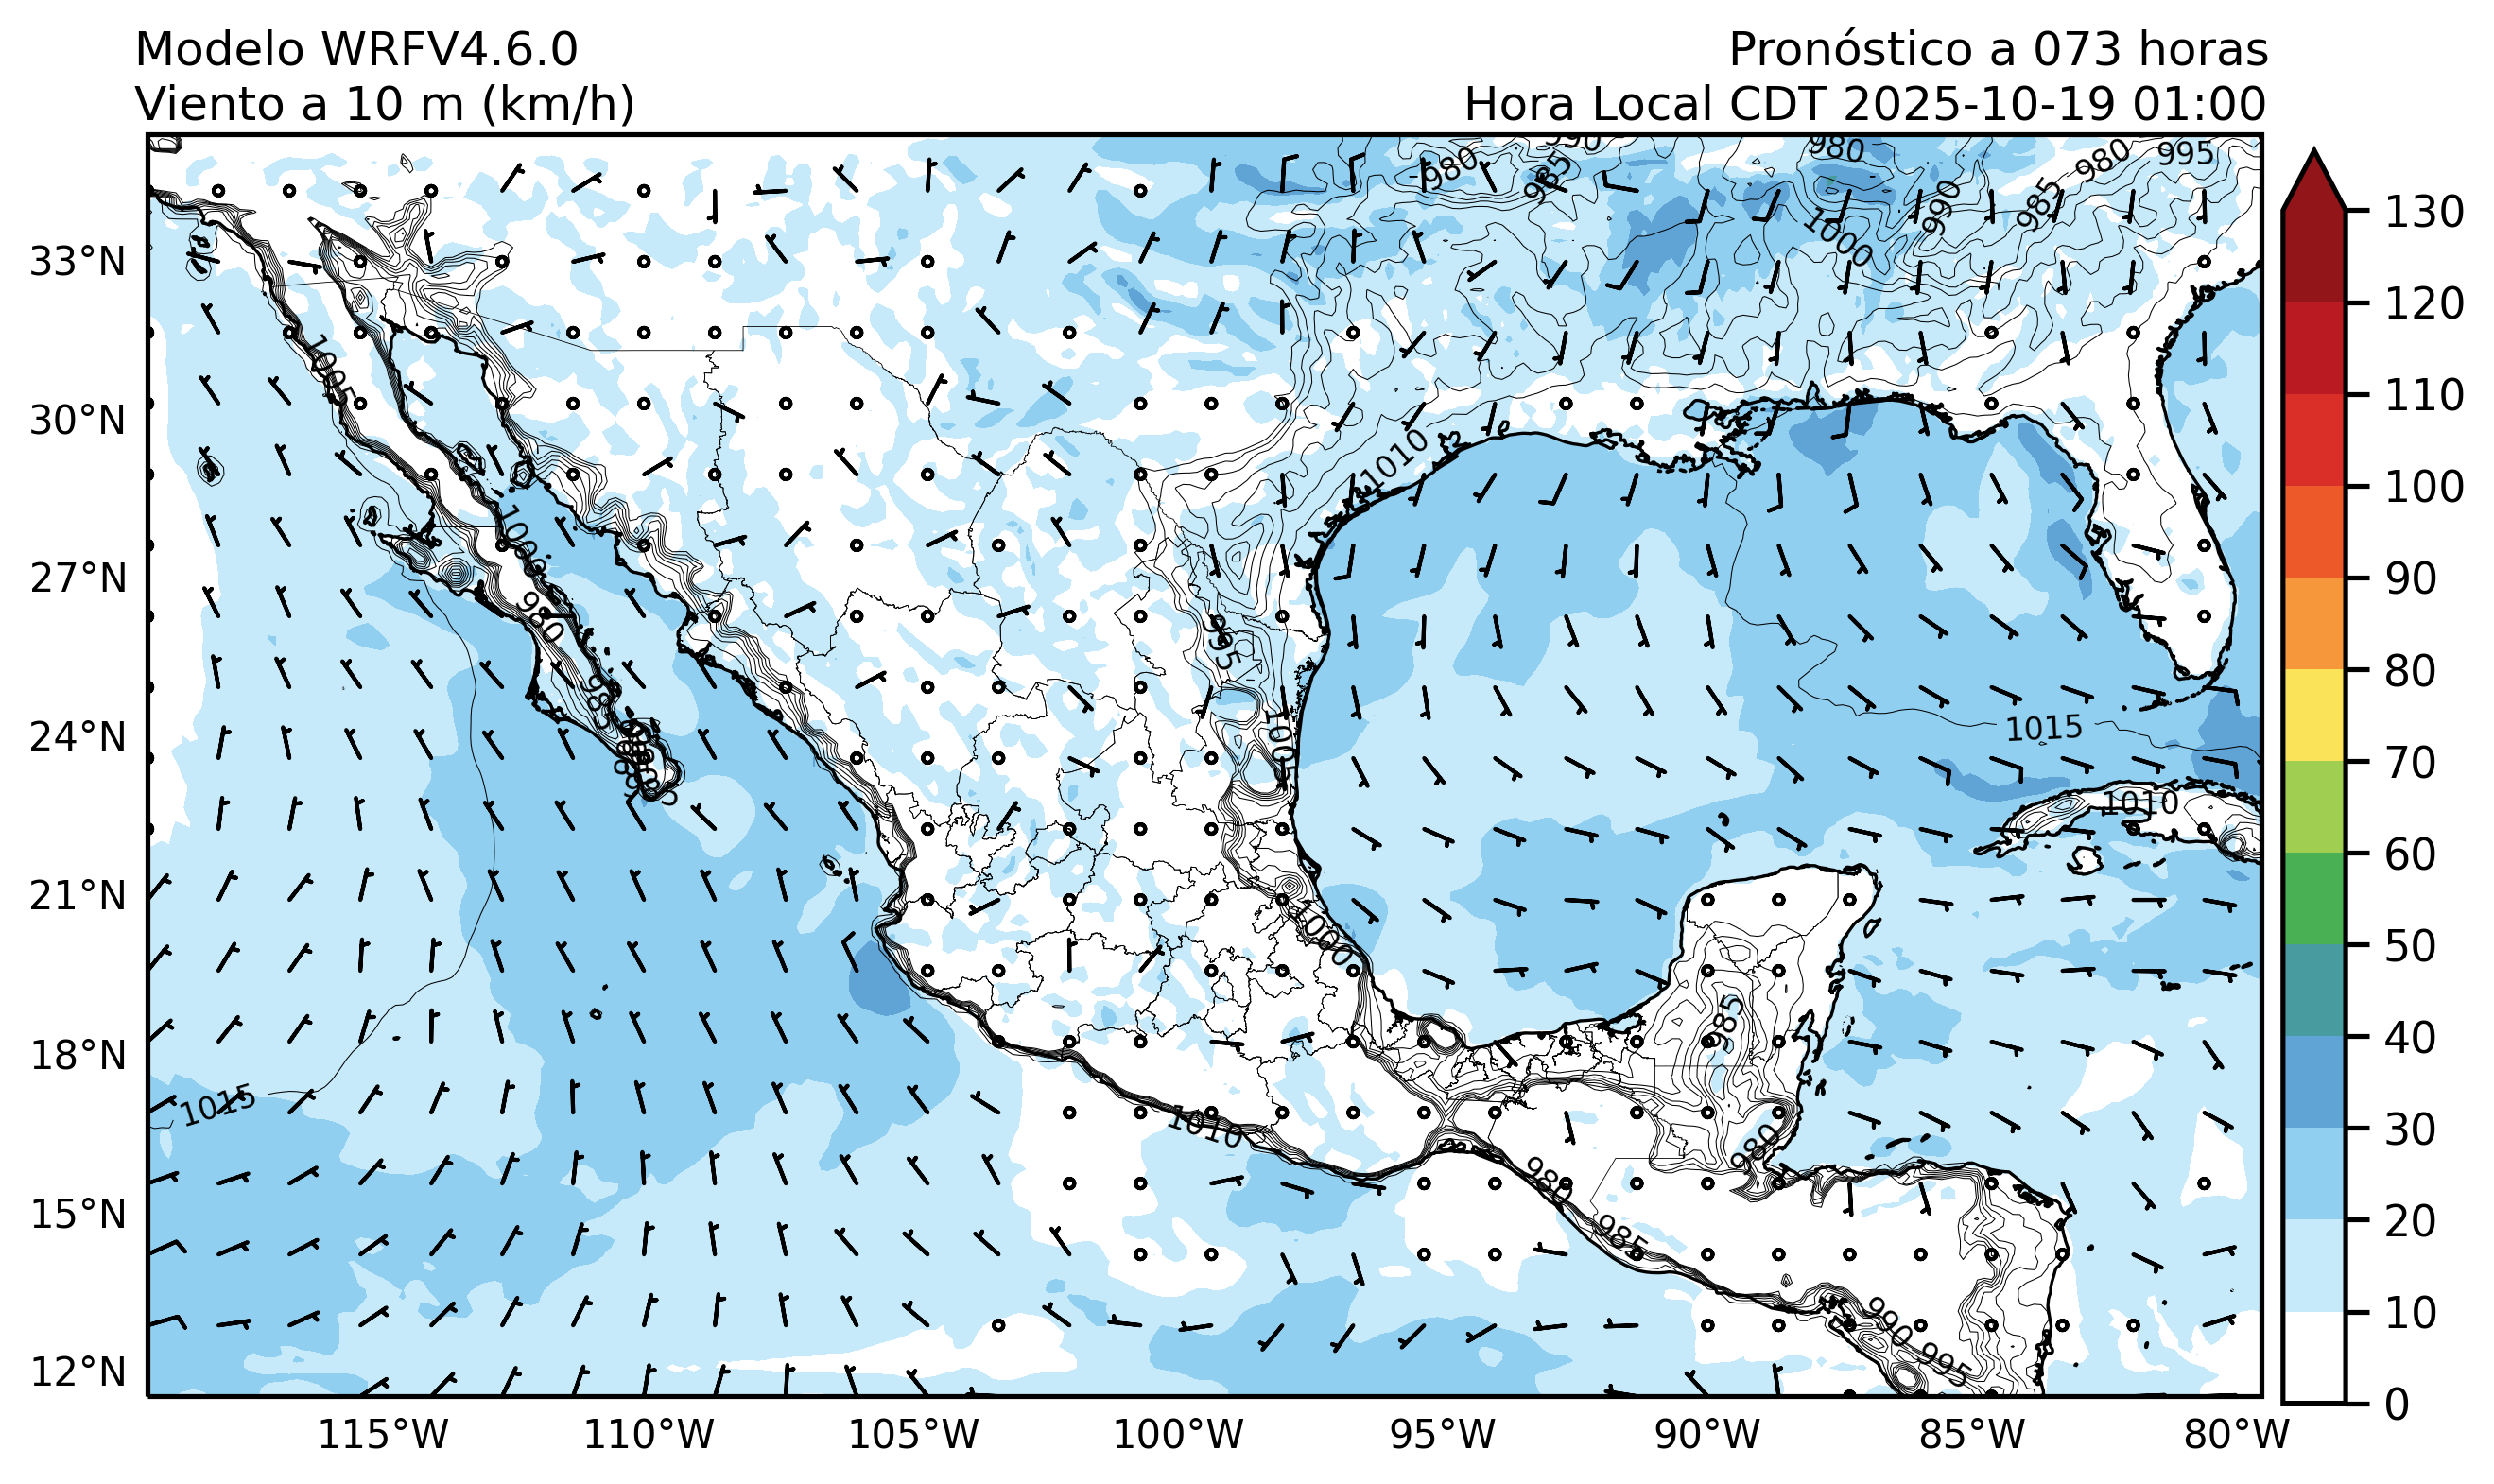 Modelo WRFV4.6.0
Pronóstico a 073 horas
Viento a 10 m (km/h)
Hora Local CDT 2025-10-19 01:00
33°N
30°N
27°N
24°N
21°N
18°N
15°N
12°N
115°W
110°W
105°W
100°W
95°W
90°W
85°W
80°W
130
120
110
100
90
80
70
60
50
40
30
20
10
0
980
990
985
980
980
995
990
985
1000
1005
1010
980
985
995
1005
1015
1010
1000
985
1015
1010
980
980
985
990
995